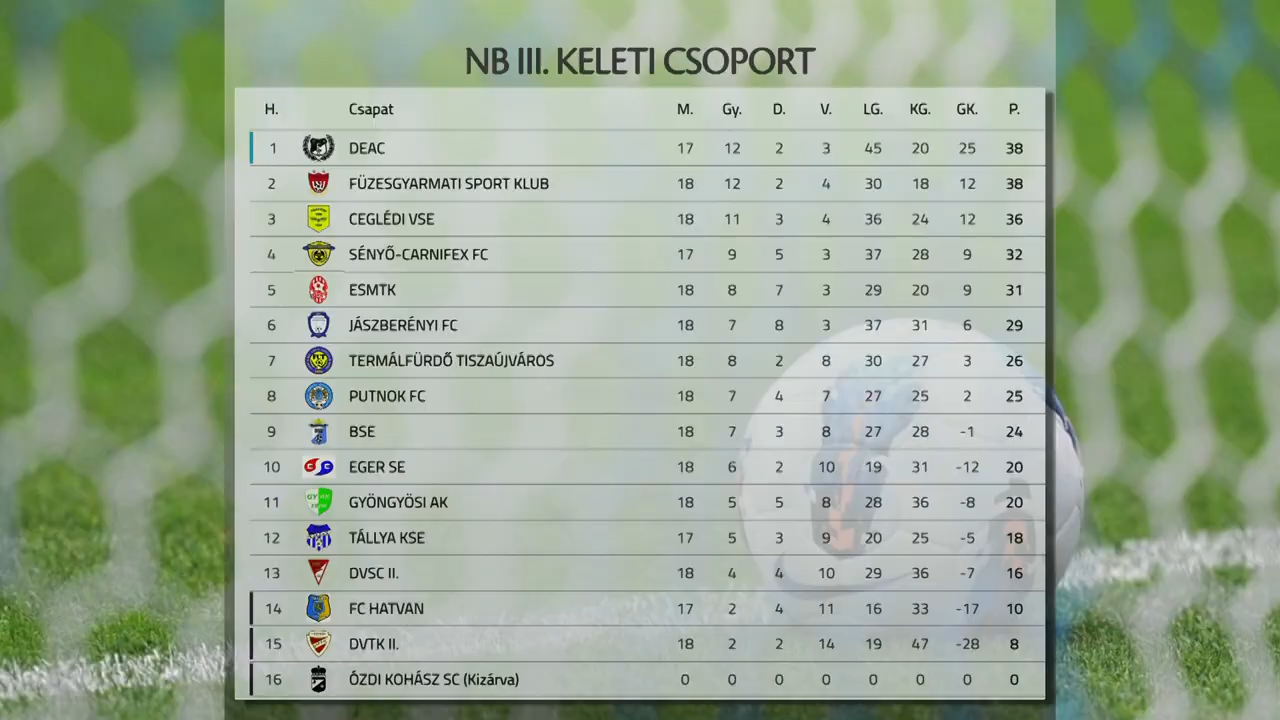 NB III. KELETI CSOPORT
H. Csapat M. Gy. D. V. LG. KG. GK. P.
1 DEAC 17 12 2 3 45 20 25 38
2 FÜZESGYARMATI SPORT KLUB 18 12 2 4 30 18 12 38
3 CEGLÉDI VSE 18 11 3 4 36 24 12 36
4 SÉNYŐ-CARNIFEX FC 17 9 5 3 37 28 9 32
5 ESMTK 18 8 7 3 29 20 9 31
6 JÁSZBERÉNYI FC 18 7 8 3 37 31 6 29
7 TERMÁLFÜRDŐ TISZAÚJVÁROS 18 8 2 8 30 27 3 26
8 PUTNOK FC 18 7 4 7 27 25 2 25
9 BSE 18 7 3 8 27 28 -1 24
10 EGER SE 18 6 2 10 19 31 -12 20
11 GYÖNGYÖSI AK 18 5 5 8 28 36 -8 20
12 TÁLLYA KSE 17 5 3 9 20 25 -5 18
13 DVSC II. 18 4 4 10 29 36 -7 16
14 FC HATVAN 17 2 4 11 16 33 -17 10
15 DVTK II. 18 2 2 14 19 47 -28 8
16 ÓZDI KOHÁSZ SC (Kizárva) 0 0 0 0 0 0 0 0